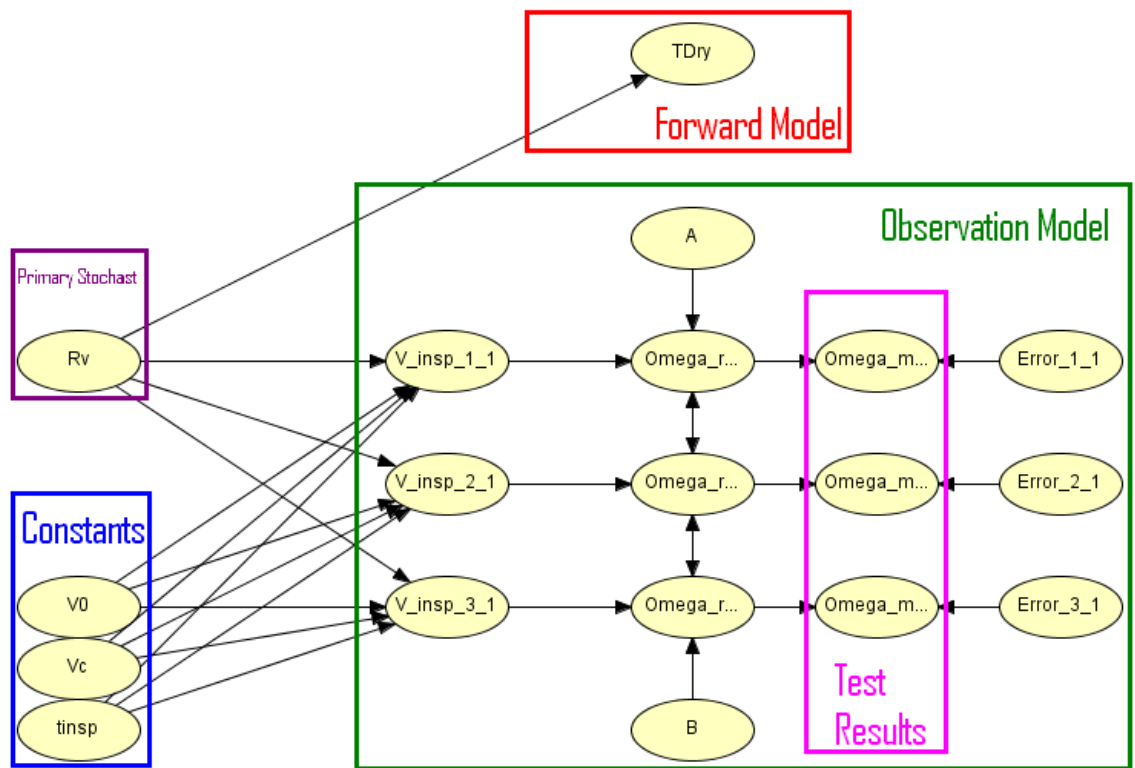 TDry
Forward Model
Observation Model
A
Primary Stochast
Rv
V_insp_1_1
Omega_r...
Omega_m...
Error_1_1
V_insp_2_1
Omega_r...
Omega_m...
Error_2_1
Constants
V0
V_insp_3_1
Omega_r...
Omega_m...
Error_3_1
Vc
tinsp
B
Test
Results